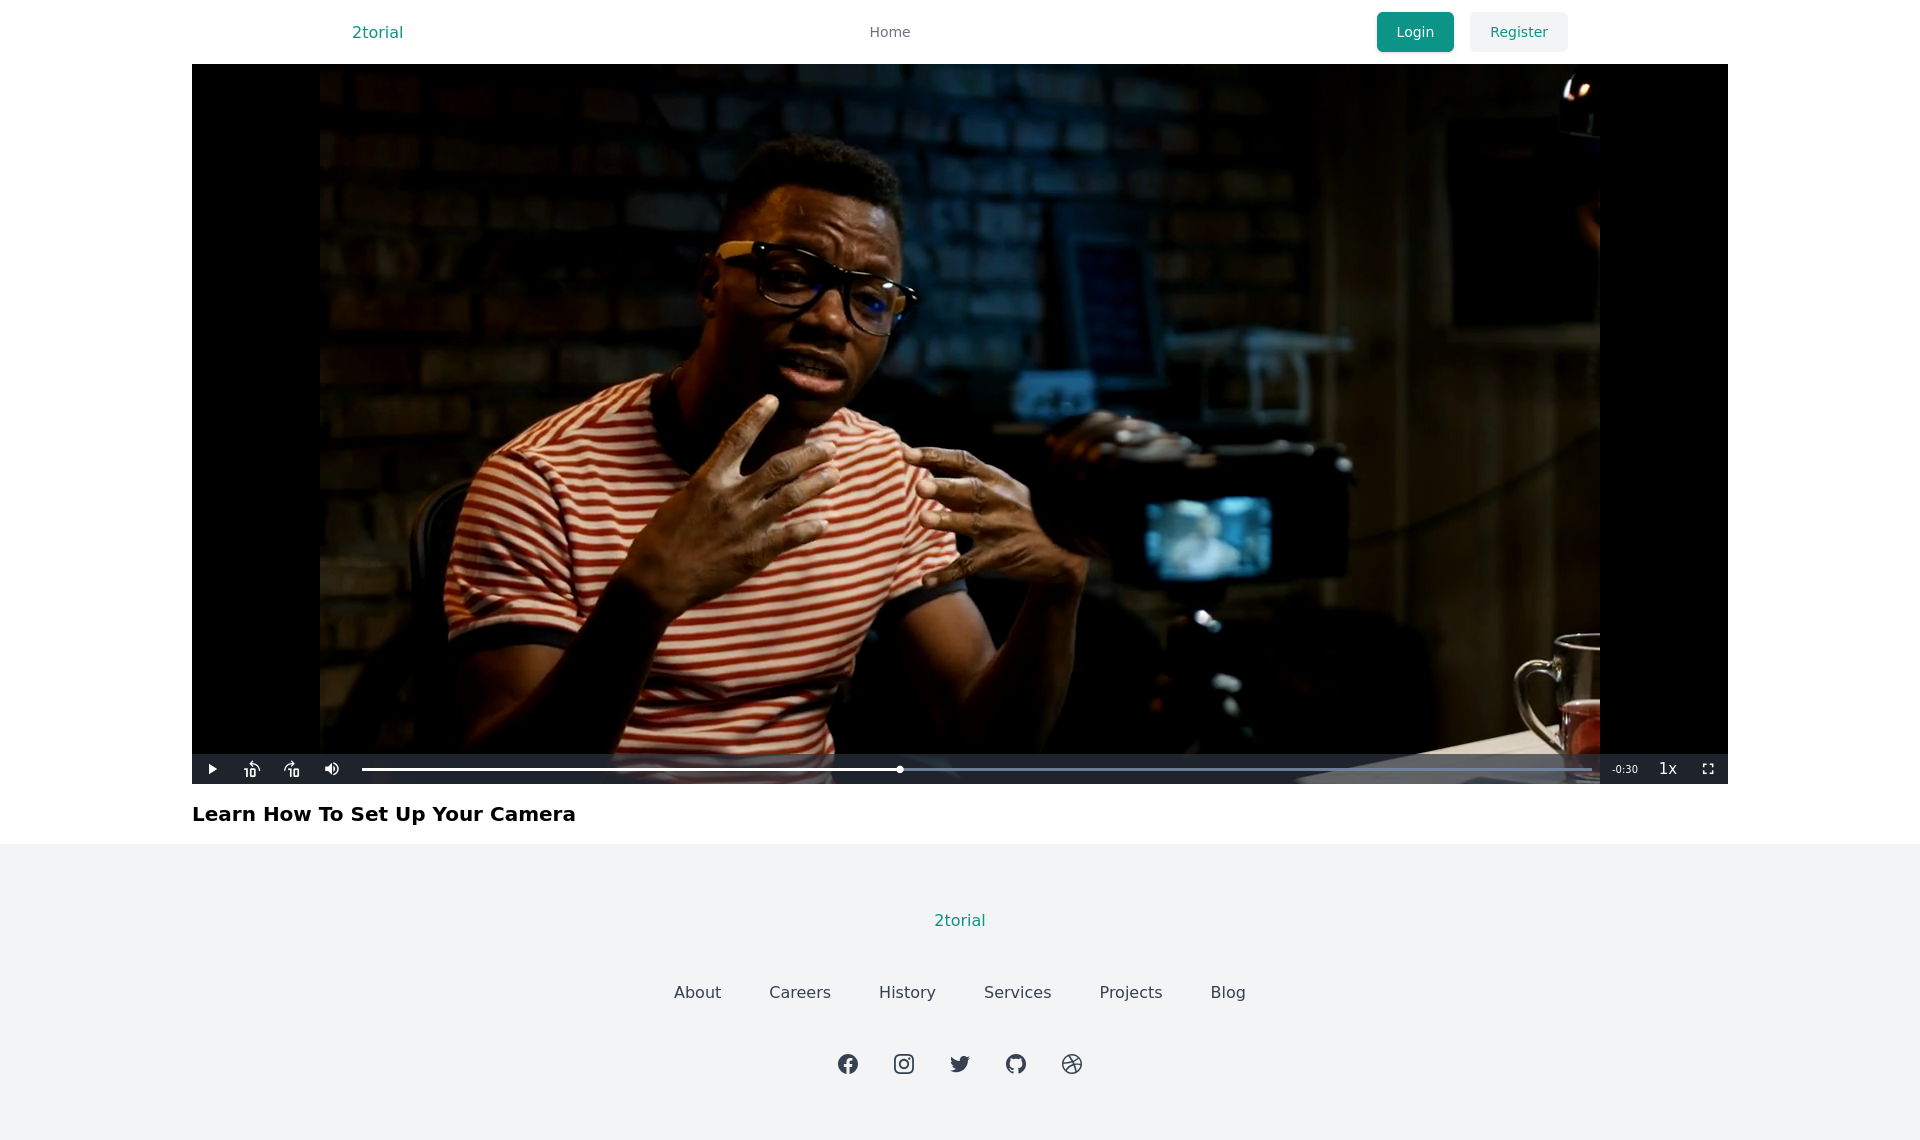 2torial
Home
Login
Register
10
10
-0:30
1x
Learn How To Set Up Your Camera
2torial
About
Careers
History
Services
Projects
Blog